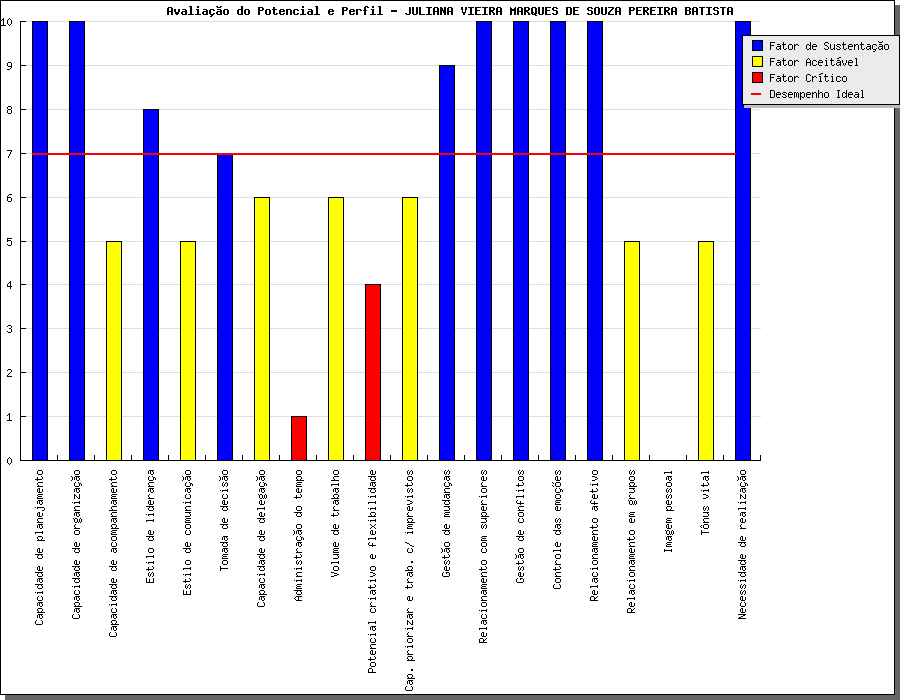 Avaliação do Potencial e Perfil - JULIANA VIEIRA MARQUES DE SOUZA PEREIRA BATISTA
10
9
8
7
6
5
4
3
2
1
0
Fator de Sustentação
Fator Aceitável
Fator Crítico
Desempenho Ideal
Capacidade de planejamento
Capacidade de organização
Capacidade de acompanhamento
Estilo de liderança
Estilo de comunicação
Tomada de decisão
Capacidade de delegação
Administração do tempo
Volume de trabalho
Potencial criativo e flexibilidade
Cap. priorizar e trab. c/ imprevistos
Gestão de mudanças
Relacionamento com superiores
Gestão de conflitos
Controle das emoções
Relacionamento afetivo
Relacionamento em grupos
Imagem pessoal
Tônus vital
Necessidade de realização